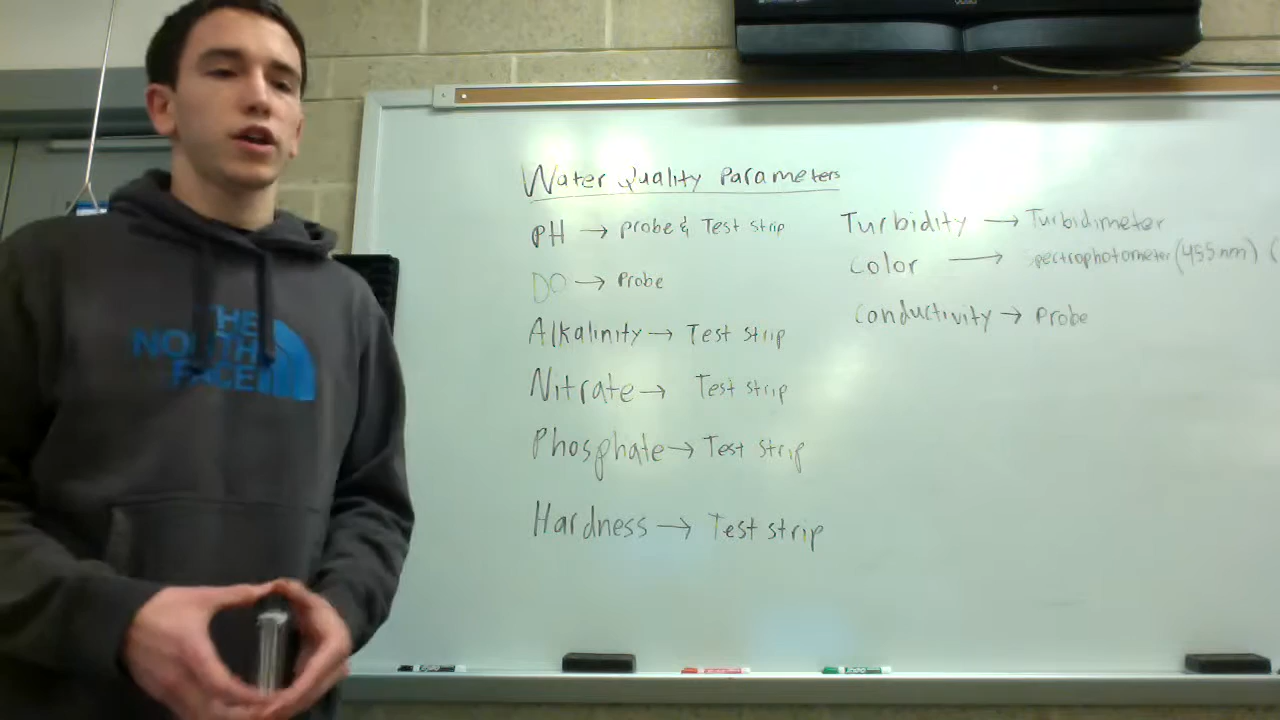 Water Quality Parameters
pH → probe & Test strip
DO → Probe
Alkalinity → Test strip
Nitrate → Test strip
Phosphate → Test strip
Hardness → Test strip
Turbidity → Turbidimeter
Color → spectrophotometer (455nm) (
Conductivity → Probe
THE
NORTH
FACE